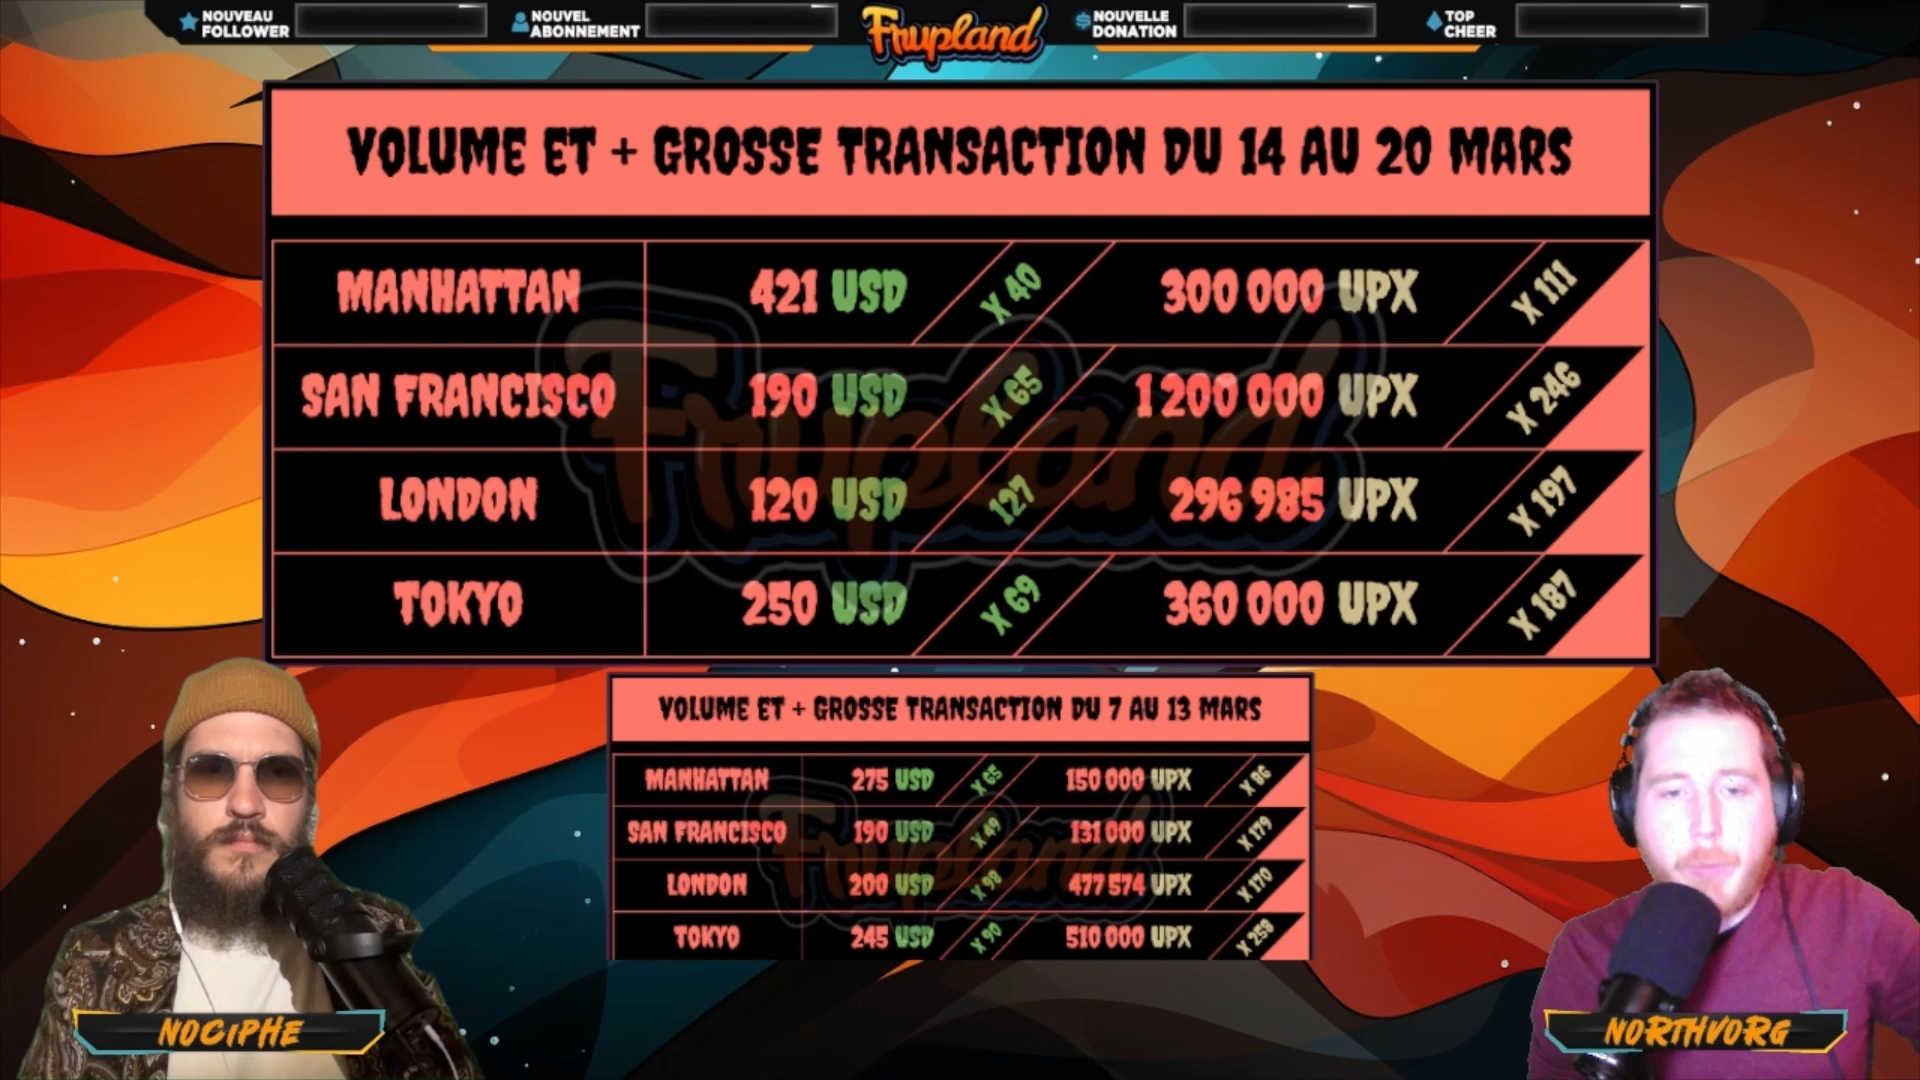 NOUVEAU
FOLLOWER
NOUVEL
ABONNEMENT
Frupland
NOUVELLE
DONATION
TOP
CHEER
VOLUME ET + GROSSE TRANSACTION DU 14 AU 20 MARS
MANHATTAN 421 USD X 40 300 000 UPX X 111
SAN FRANCISCO 190 USD X 65 1 200 000 UPX X 246
LONDON 120 USD 127 296 985 UPX X 197
TOKYO 250 USD X 69 360 000 UPX X 187
Frupland
VOLUME ET + GROSSE TRANSACTION DU 7 AU 13 MARS
MANHATTAN 275 USD X 65 150 000 UPX X 86
SAN FRANCISCO 190 USD X 49 131 000 UPX X 179
LONDON 200 USD X 98 477 574 UPX X 170
TOKYO 245 USD X 90 510 000 UPX X 258
Frupland
NOCIPHE
NORTHVORG